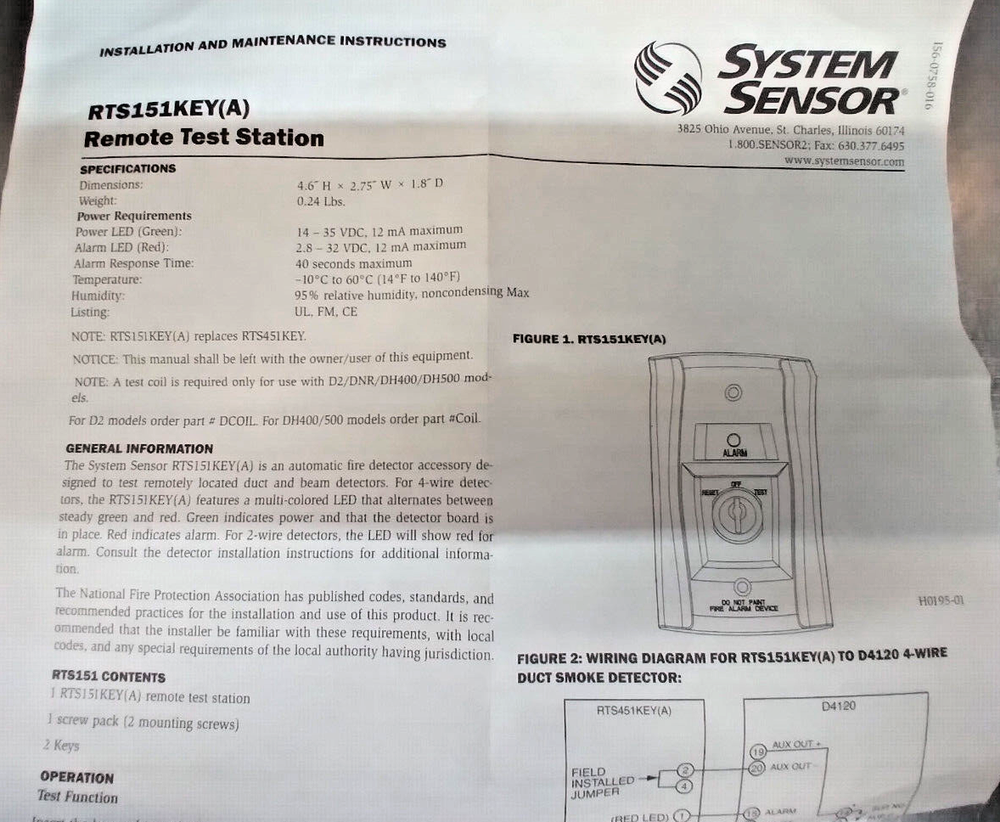 INSTALLATION AND MAINTENANCE INSTRUCTIONS
SYSTEM
SENSOR®
156-0758-016
3825 Ohio Avenue, St. Charles, Illinois 60174
1.800.SENSOR2; Fax: 630.377.6495
www.systemsensor.com
RTS151KEY(A)
Remote Test Station
SPECIFICATIONS
Dimensions: 4.6″ H × 2.75″ W × 1.8″ D
Weight: 0.24 Lbs.
Power Requirements
Power LED (Green): 14 – 35 VDC, 12 mA maximum
Alarm LED (Red): 2.8 – 32 VDC, 12 mA maximum
Alarm Response Time: 40 seconds maximum
Temperature: –10°C to 60°C (14°F to 140°F)
Humidity: 95% relative humidity, noncondensing Max
Listing: UL, FM, CE
NOTE: RTS151KEY(A) replaces RTS451KEY.
NOTICE: This manual shall be left with the owner/user of this equipment.
NOTE: A test coil is required only for use with D2/DNR/DH400/DH500 mod-
els.
For D2 models order part # DCOIL. For DH400/500 models order part #Coil.
GENERAL INFORMATION
The System Sensor RTS151KEY(A) is an automatic fire detector accessory de-
signed to test remotely located duct and beam detectors. For 4-wire detec-
tors, the RTS151KEY(A) features a multi-colored LED that alternates between
steady green and red. Green indicates power and that the detector board is
in place. Red indicates alarm. For 2-wire detectors, the LED will show red for
alarm. Consult the detector installation instructions for additional informa-
tion.
The National Fire Protection Association has published codes, standards, and
recommended practices for the installation and use of this product. It is rec-
ommended that the installer be familiar with these requirements, with local
codes, and any special requirements of the local authority having jurisdiction.
RTS151 CONTENTS
1 RTS151KEY(A) remote test station
1 screw pack (2 mounting screws)
2 Keys
OPERATION
Test Function
FIGURE 1. RTS151KEY(A)
ALARM
OFF
RESET TEST
DO NOT PAINT
FIRE ALARM DEVICE
H0195-01
FIGURE 2: WIRING DIAGRAM FOR RTS151KEY(A) TO D4120 4-WIRE
DUCT SMOKE DETECTOR:
RTS451KEY(A)
D4120
19 AUX OUT +
20 AUX OUT –
FIELD
INSTALLED
JUMPER
2
4
(RED LED) 1
ALARM